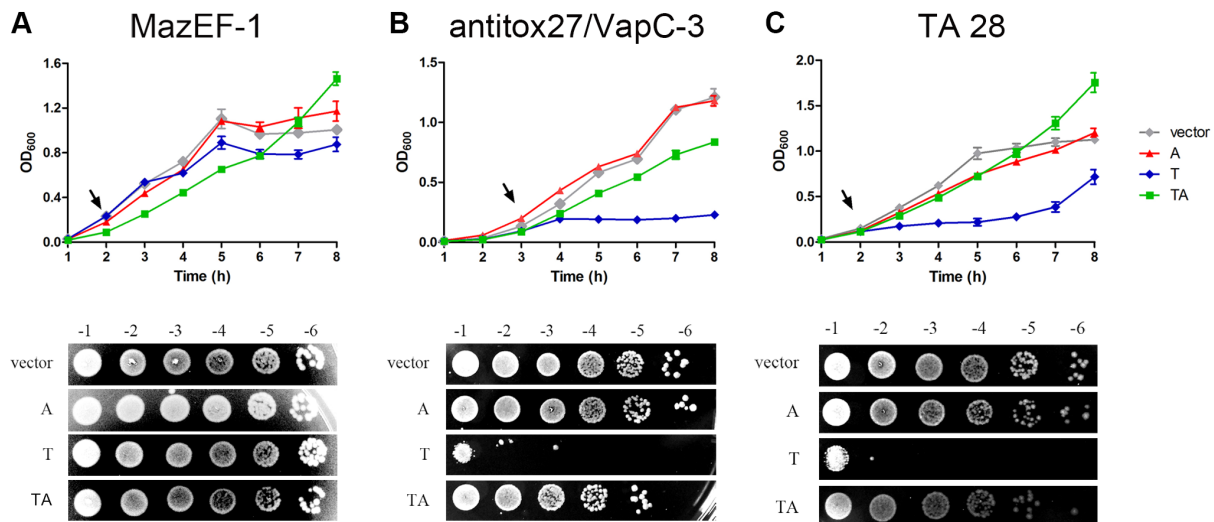 A MazEF-1
B antitox27/VapC-3
C TA 28
OD600
1.6
1.2
0.8
0.4
0.0
1 2 3 4 5 6 7 8
Time (h)
OD600
1.5
1.0
0.5
0.0
1 2 3 4 5 6 7 8
Time (h)
OD600
2.0
1.5
1.0
0.5
0.0
1 2 3 4 5 6 7 8
Time (h)
vector
A
T
TA
-1 -2 -3 -4 -5 -6
vector
A
T
TA
-1 -2 -3 -4 -5 -6
vector
A
T
TA
-1 -2 -3 -4 -5 -6
vector
A
T
TA